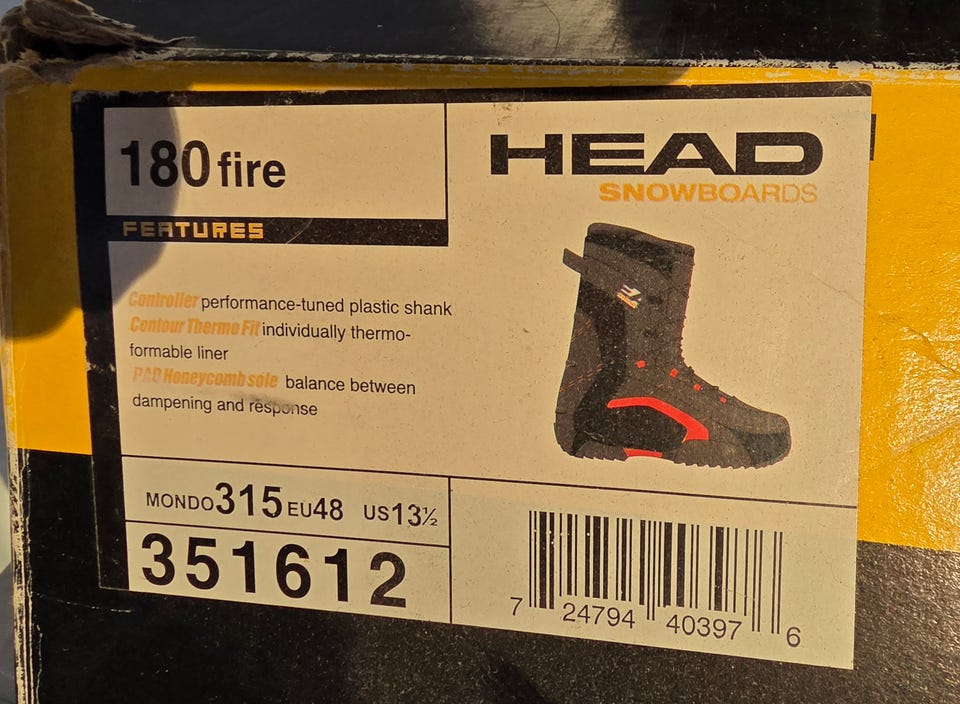 180 fire
HEAD
SNOWBOARDS
FEATURES
Controller performance-tuned plastic shank
Contour Thermo Fit individually thermo-
formable liner
PAD Honeycomb sole balance between
dampening and response
MONDO 315 EU 48 US 13½
351612
7 24794 40397 6